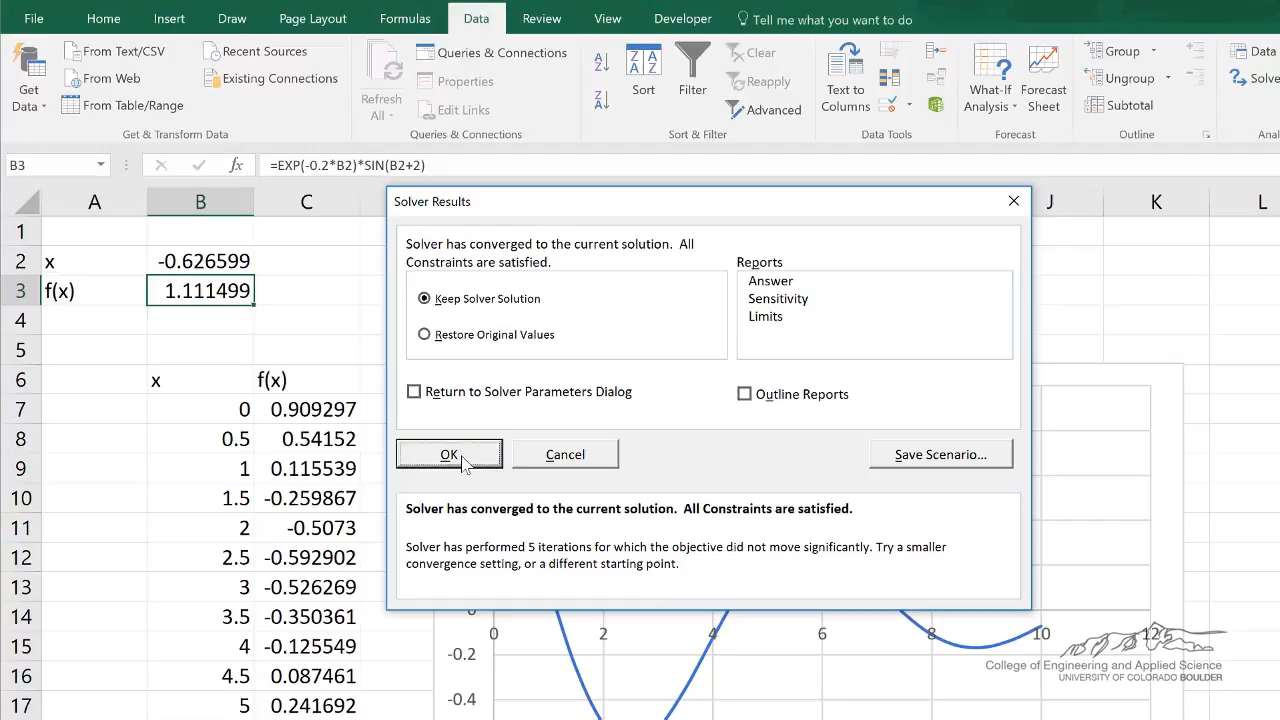 File Home Insert Draw Page Layout Formulas Data Review View Developer Tell me what you want to do
Get
Data
From Text/CSV
From Web
From Table/Range
Recent Sources
Existing Connections
Get & Transform Data
Refresh
All
Queries & Connections
Properties
Edit Links
Queries & Connections
Sort
Filter
Clear
Reapply
Advanced
Sort & Filter
Text to
Columns
Data Tools
What-If
Analysis
Forecast
Sheet
Forecast
Group
Ungroup
Subtotal
Outline
Data
Solve
Anal
B3 fx =EXP(-0.2*B2)*SIN(B2+2)
A B C J K L
1
2 x -0.626599
3 f(x) 1.111499
4
5
6 x f(x)
7 0 0.909297
8 0.5 0.54152
9 1 0.115539
10 1.5 -0.259867
11 2 -0.5073
12 2.5 -0.592902
13 3 -0.526269
14 3.5 -0.350361
15 4 -0.125549
16 4.5 0.087461
17 5 0.241692
Solver Results
Solver has converged to the current solution. All
Constraints are satisfied.
Keep Solver Solution
Restore Original Values
Reports
Answer
Sensitivity
Limits
Return to Solver Parameters Dialog
Outline Reports
OK Cancel Save Scenario...
Solver has converged to the current solution. All Constraints are satisfied.
Solver has performed 5 iterations for which the objective did not move significantly. Try a smaller
convergence setting, or a different starting point.
0
0 2 4 6 8 10 12
-0.2
-0.4
College of Engineering and Applied Science
UNIVERSITY OF COLORADO BOULDER